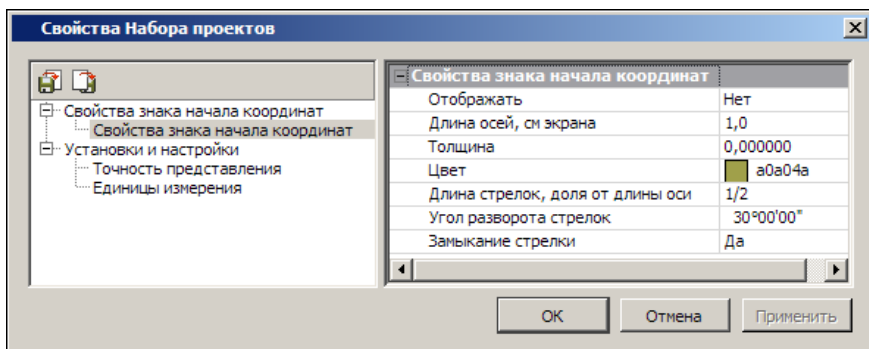 Свойства Набора проектов
Свойства знака начала координат
Свойства знака начала координат
Установки и настройки
Точность представления
Единицы измерения
Свойства знака начала координат
Отображать Нет
Длина осей, см экрана 1,0
Толщина 0,000000
Цвет a0a04a
Длина стрелок, доля от длины оси 1/2
Угол разворота стрелок 30°00'00"
Замыкание стрелки Да
ОК Отмена Применить